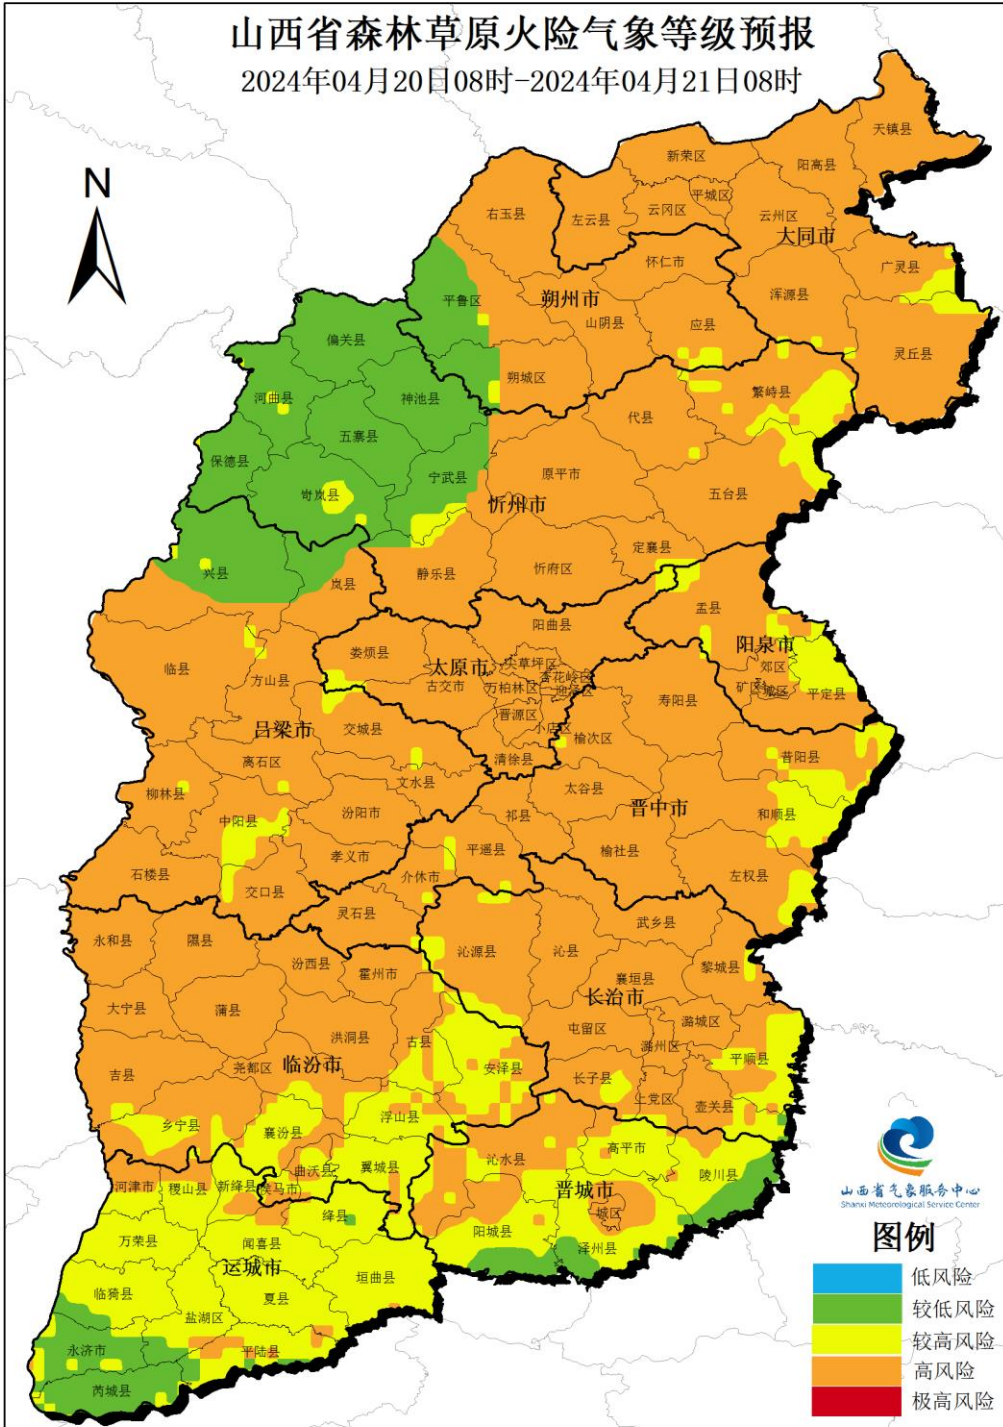 山西省森林草原火险气象等级预报
2024年04月20日08时-2024年04月21日08时
N
天镇县
新荣区
阳高县
平城区
右玉县
左云县
云冈区
云州区
大同市
怀仁市
广灵县
平鲁区
朔州市
浑源县
山阴县
应县
偏关县
灵丘县
朔城区
河曲县
神池县
繁峙县
代县
五寨县
保德县
宁武县
原平市
岢岚县
五台县
忻州市
定襄县
兴县
岚县
静乐县
忻府区
盂县
阳曲县
娄烦县
太原市
尖草坪区
阳泉市
临县
杏花岭区
郊区
方山县
古交市
万柏林区
迎泽区
矿区
城区
平定县
寿阳县
晋源区
吕梁市
交城县
小店区
榆次区
清徐县
昔阳县
离石区
文水县
柳林县
太谷县
晋中市
中阳县
汾阳市
祁县
和顺县
孝义市
平遥县
榆社县
石楼县
介休市
左权县
交口县
灵石县
武乡县
永和县
隰县
沁源县
沁县
汾西县
霍州市
黎城县
襄垣县
长治市
大宁县
蒲县
潞城区
洪洞县
屯留区
古县
潞州区
尧都区
临汾市
安泽县
平顺县
吉县
长子县
上党区
壶关县
浮山县
乡宁县
襄汾县
高平市
沁水县
翼城县
曲沃县
陵川县
河津市
稷山县
新绛县
侯马市
晋城市
城区
绛县
阳城县
万荣县
闻喜县
泽州县
运城市
垣曲县
临猗县
夏县
盐湖区
永济市
平陆县
芮城县
山西省气象服务中心
Shanxi Meteorological Service Center
图例
低风险
较低风险
较高风险
高风险
极高风险